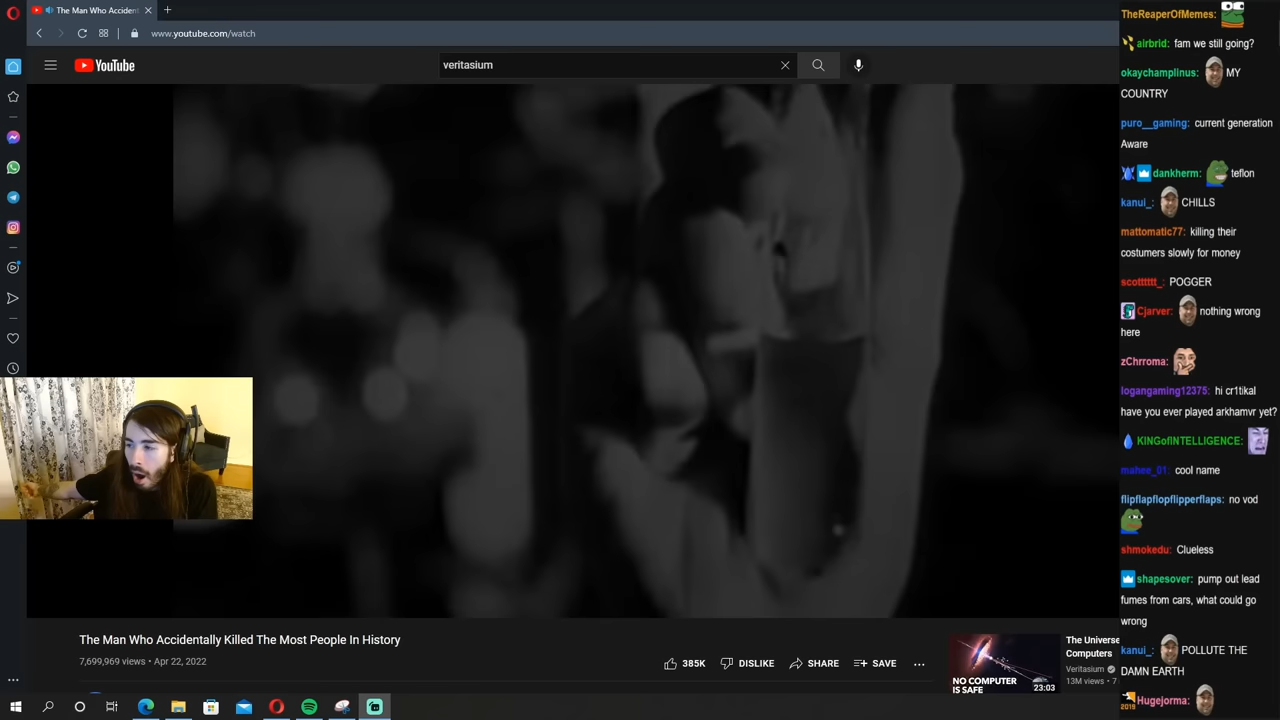 The Man Who Accident
www.youtube.com/watch
YouTube
veritasium
The Man Who Accidentally Killed The Most People In History
7,699,969 views • Apr 22, 2022
385K
DISLIKE
SHARE
SAVE
NO COMPUTER
IS SAFE
23:03
The Universe
Computers
Veritasium
13M views • 7
TheReaperOfMemes:
airbrid: fam we still going?
okaychamplinus: MY
COUNTRY
puro__gaming: current generation
Aware
dankherm: teflon
kanui_: CHILLS
mattomatic77: killing their
costumers slowly for money
scottttttt_: POGGER
Cjarver: nothing wrong
here
zChrroma:
logangaming12375: hi cr1tikal
have you ever played arkhamvr yet?
KINGofINTELLIGENCE:
mahee_01: cool name
flipflapflopflipperflaps: no vod
shmokedu: Clueless
shapesover: pump out lead
fumes from cars, what could go
wrong
kanui_: POLLUTE THE
DAMN EARTH
2019 Hugejorma: